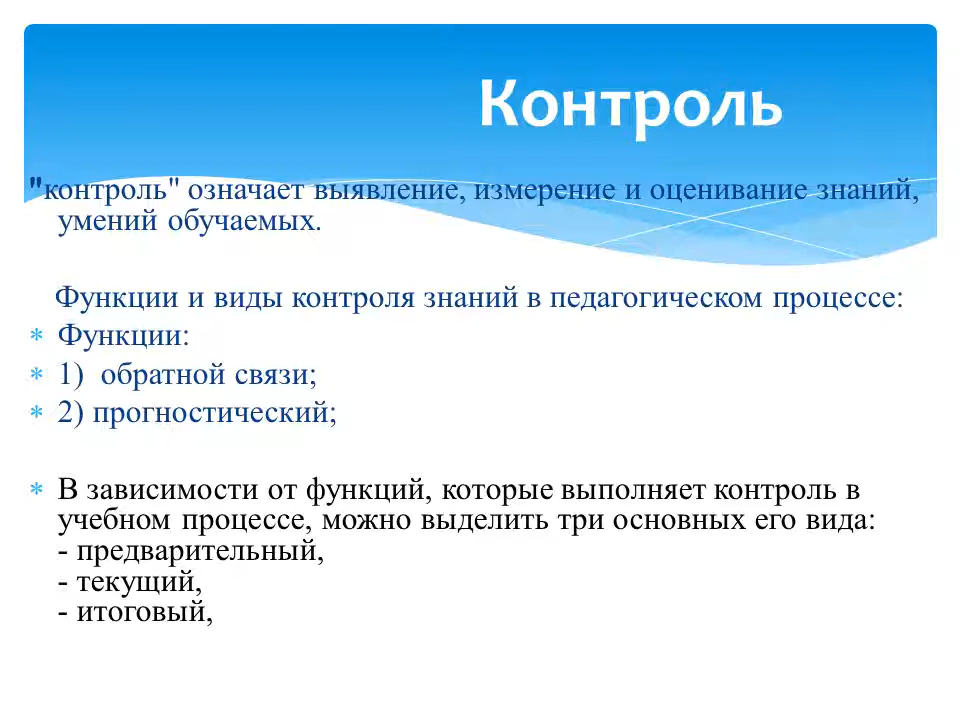 Контроль
"контроль" означает выявление, измерение и оценивание знаний,
умений обучаемых.
Функции и виды контроля знаний в педагогическом процессе:
* Функции:
* 1)  обратной связи;
* 2) прогностический;
* В зависимости от функций, которые выполняет контроль в
учебном процессе, можно выделить три основных его вида:
- предварительный,
- текущий,
- итоговый,